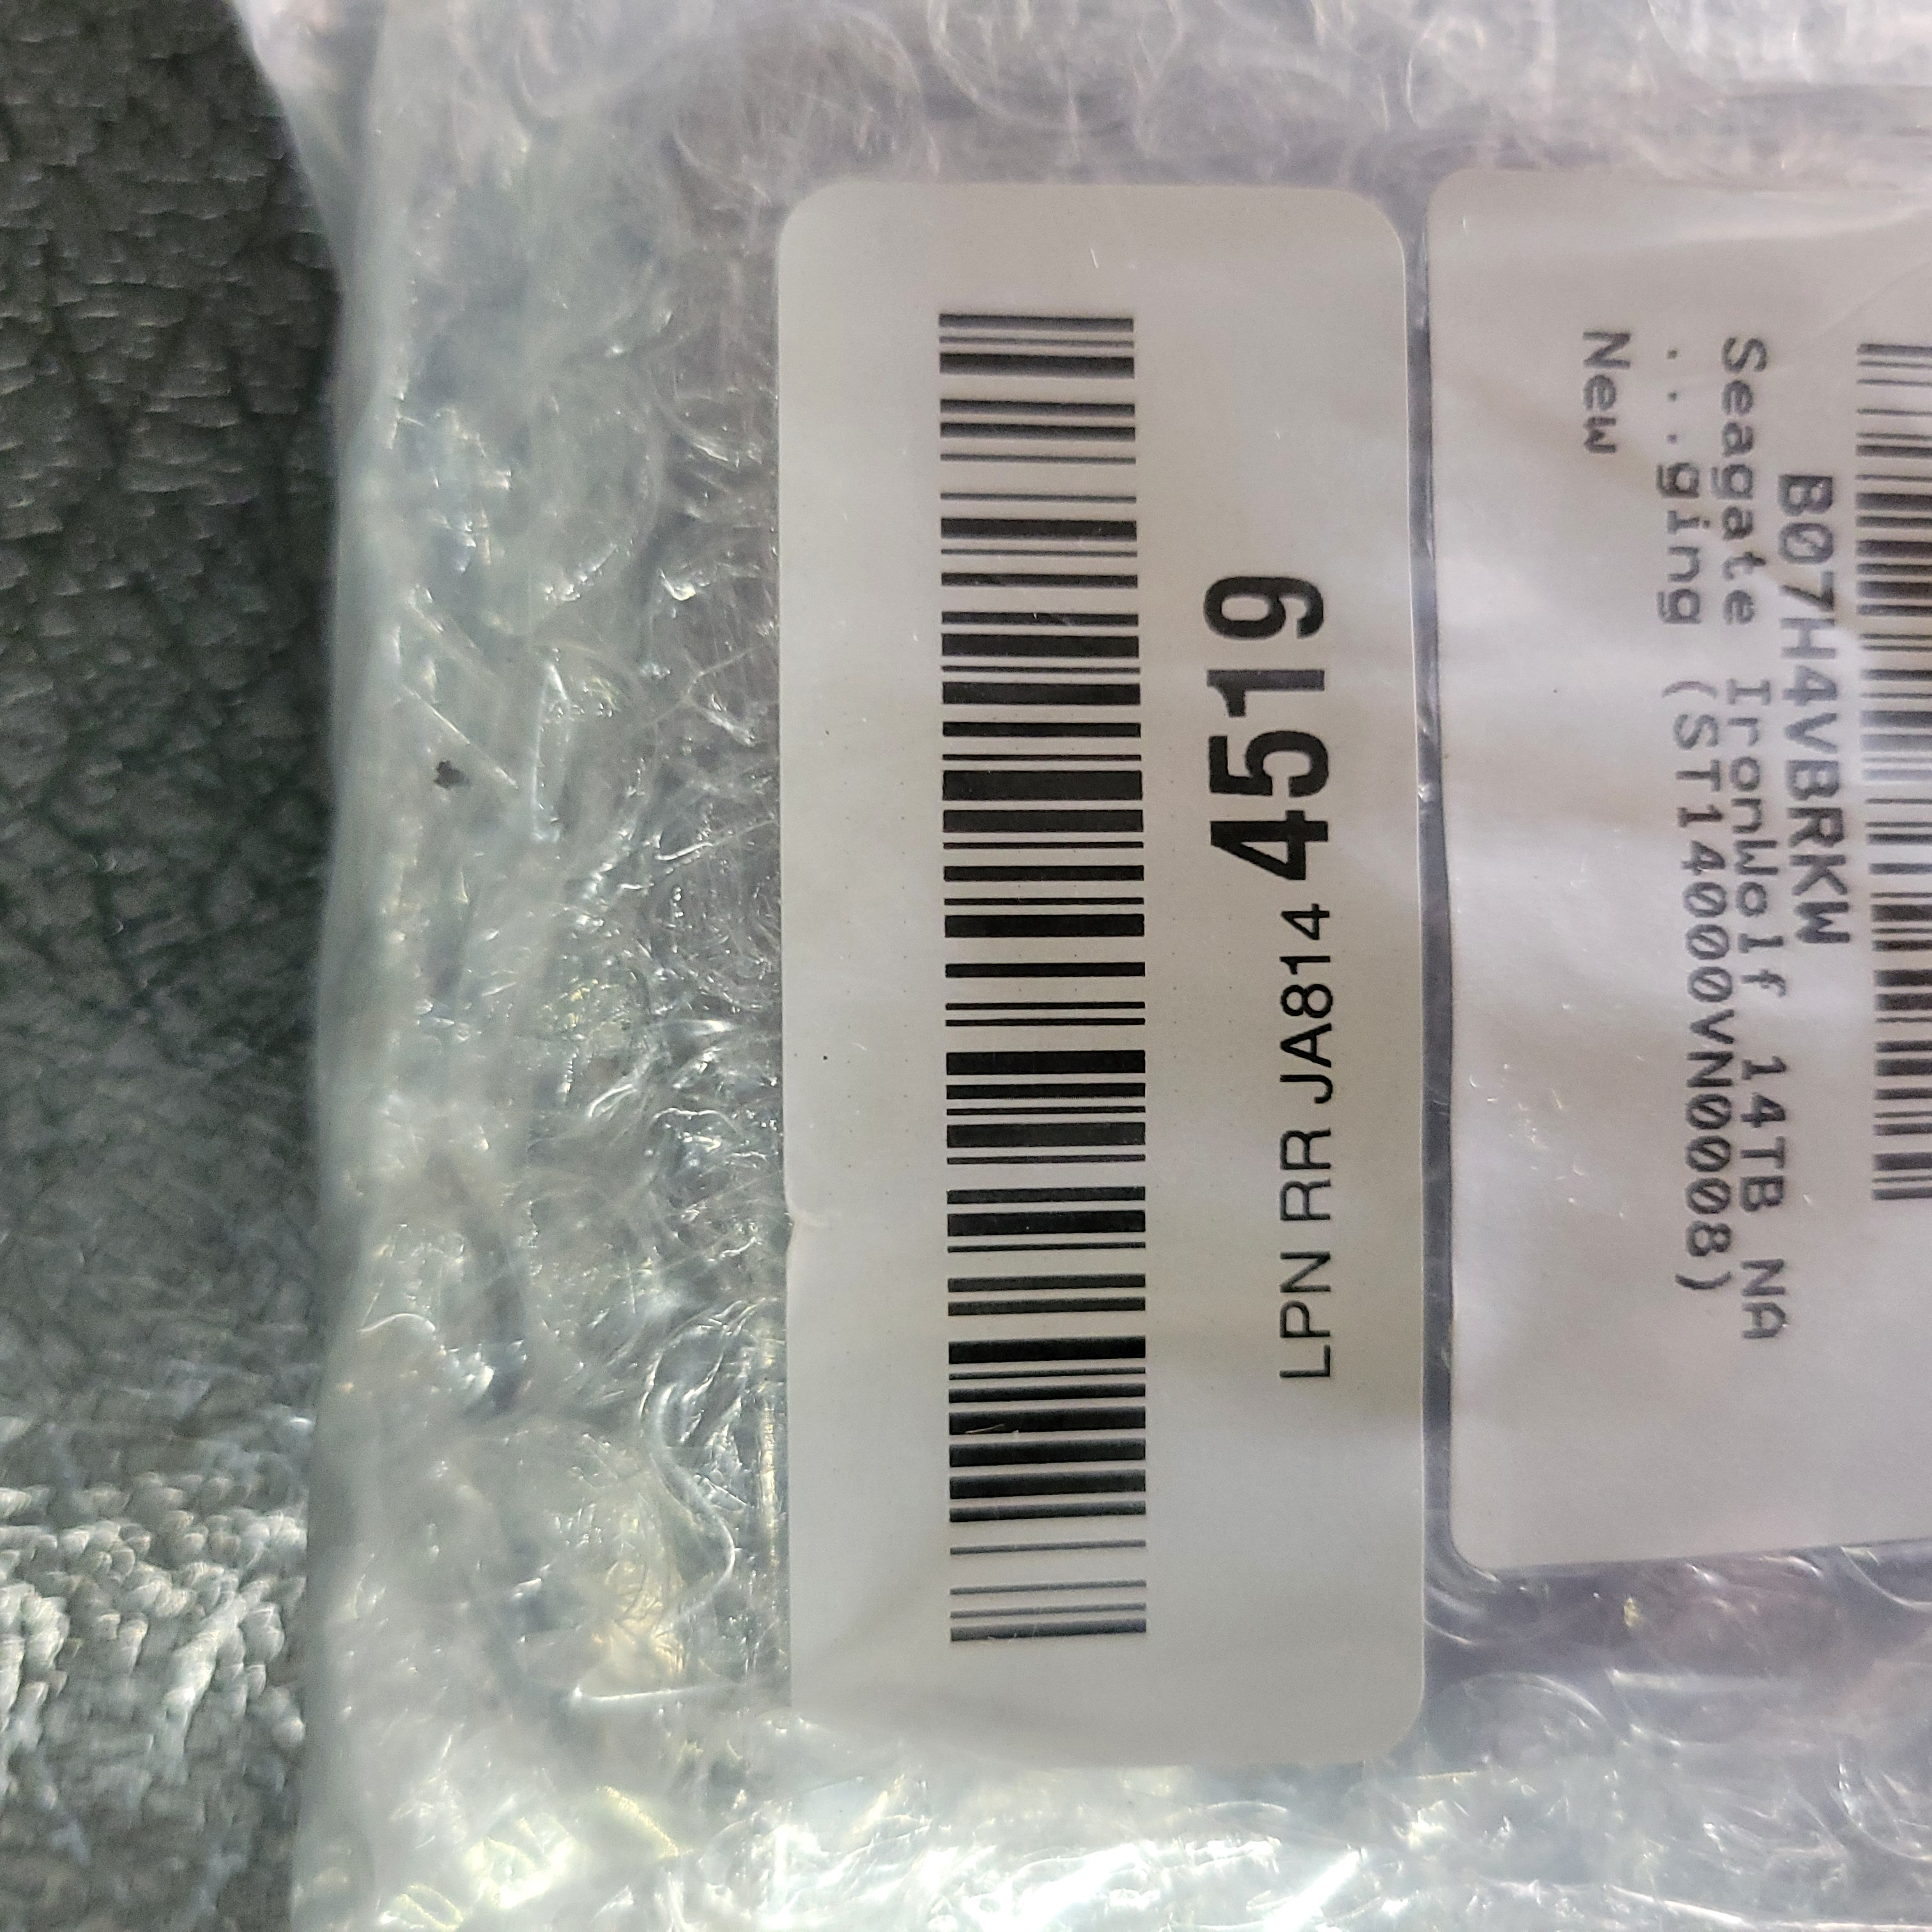 LPN RR JA814 4519
B07H4VBRKW
Seagate IronWolf 14TB NA
...ging (ST14000VN0008)
New